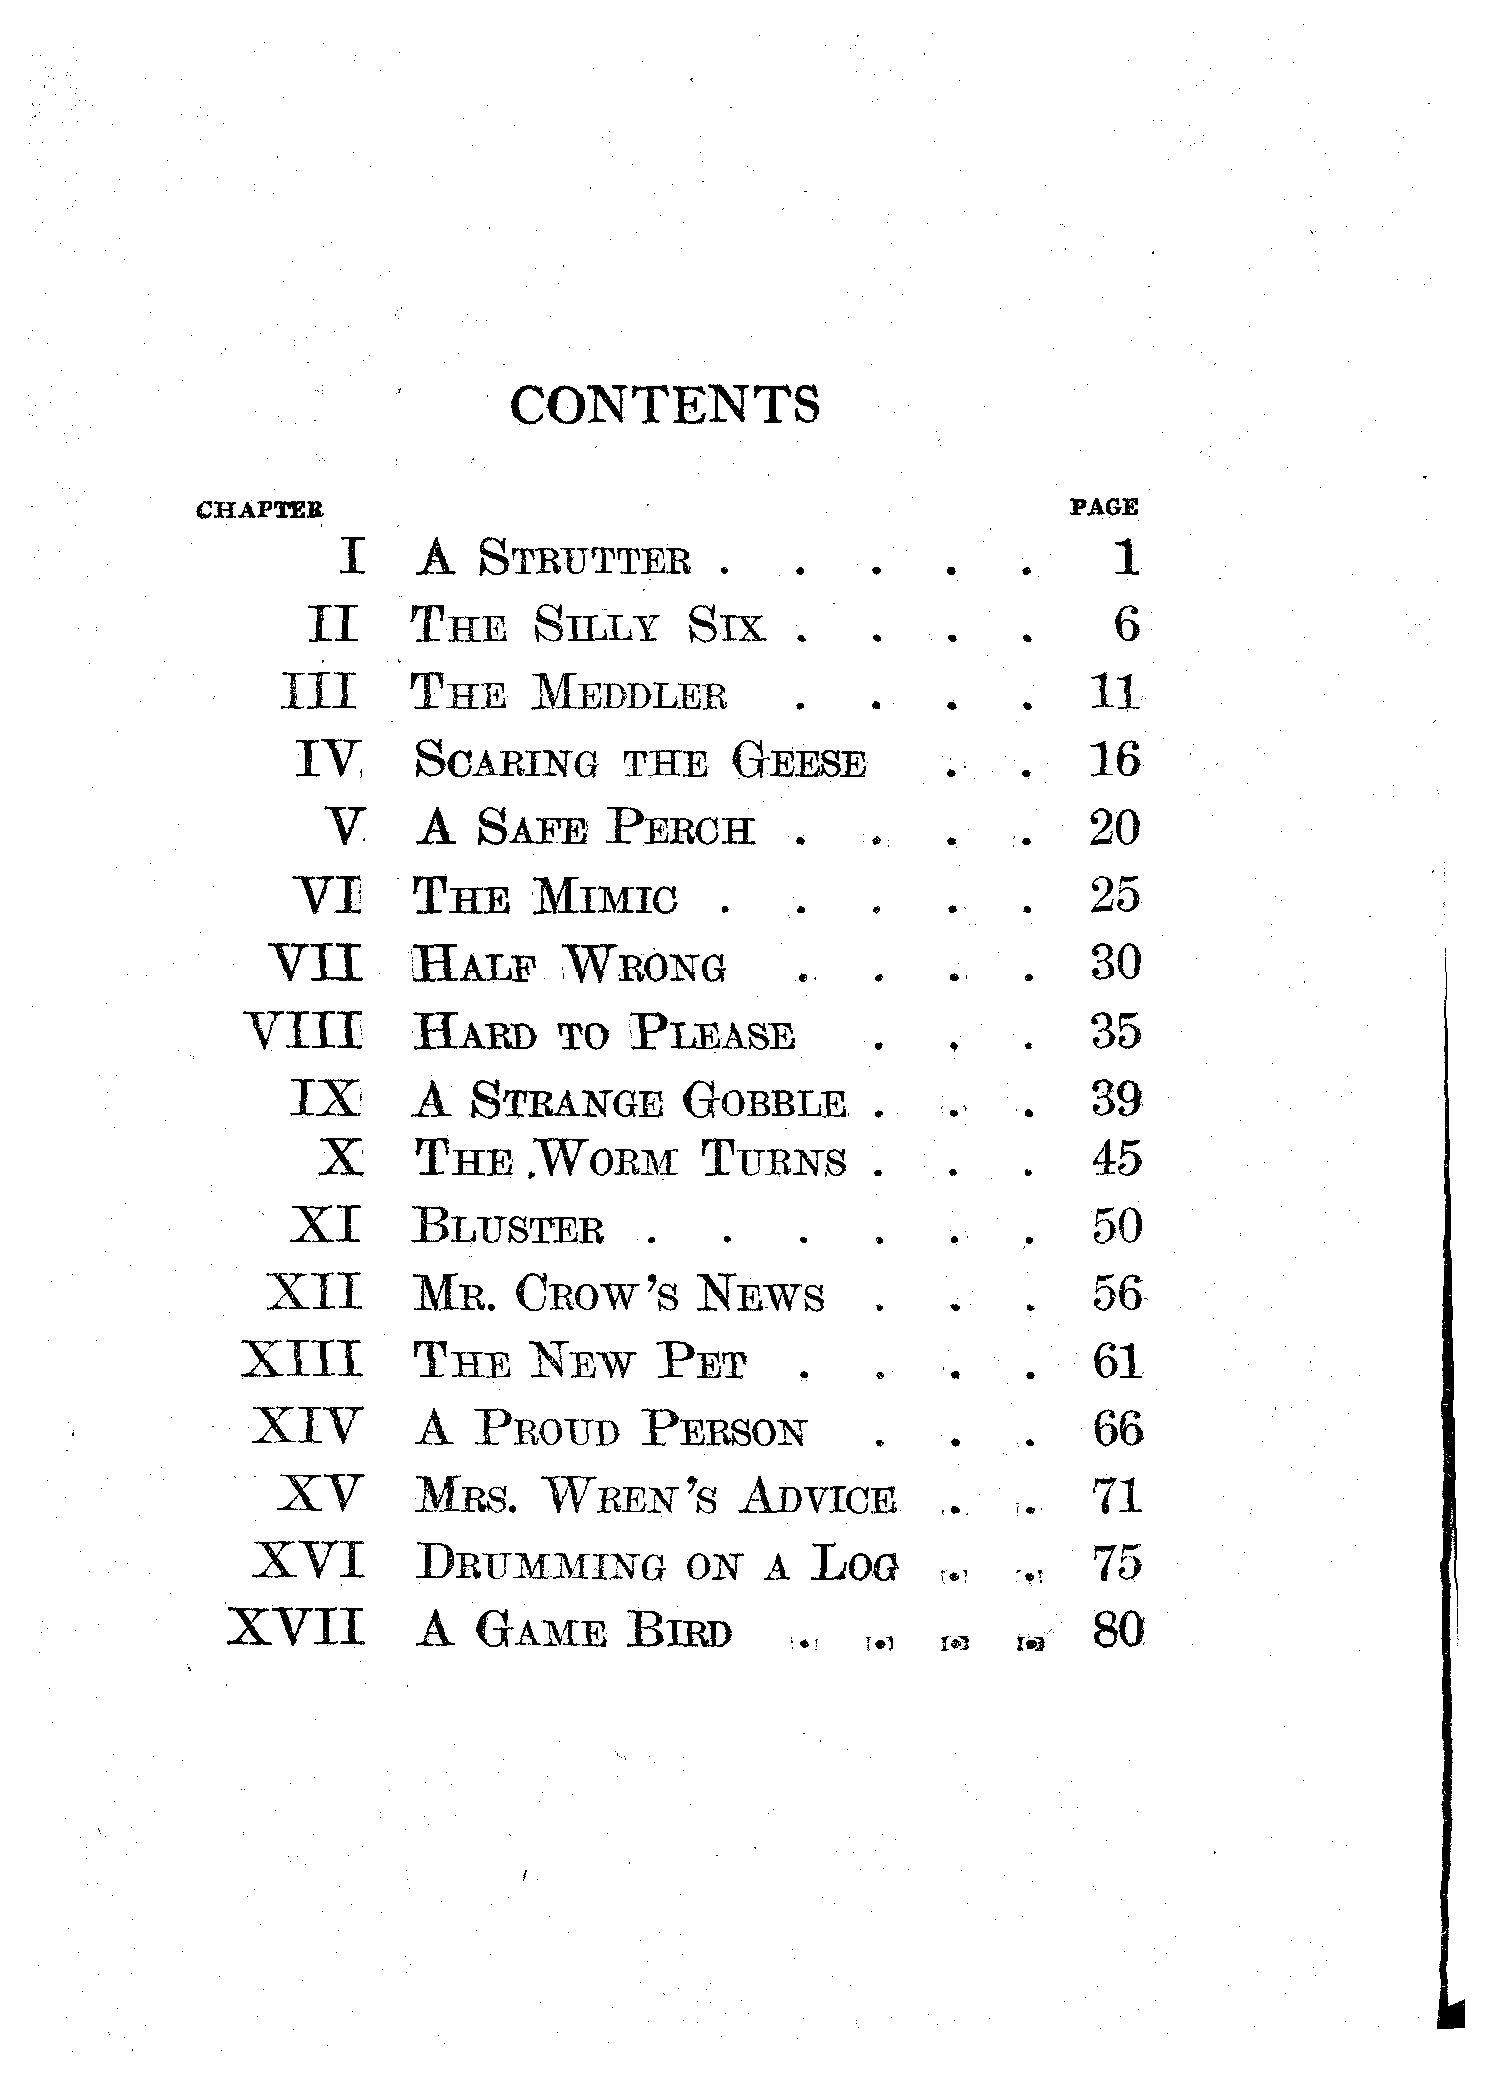 CONTENTS
CHAPTER PAGE
I A STRUTTER . . . . . 1
II THE SILLY SIX . . . . 6
III THE MEDDLER . . . . 11
IV SCARING THE GEESE . . 16
V A SAFE PERCH . . . . 20
VI THE MIMIC . . . . . 25
VII HALF WRONG . . . . 30
VIII HARD TO PLEASE . . . 35
IX A STRANGE GOBBLE . . . 39
X THE WORM TURNS . . . 45
XI BLUSTER . . . . . . 50
XII MR. CROW'S NEWS . . . 56
XIII THE NEW PET . . . . 61
XIV A PROUD PERSON . . . 66
XV MRS. WREN'S ADVICE . . 71
XVI DRUMMING ON A LOG . . 75
XVII A GAME BIRD . . . . 80